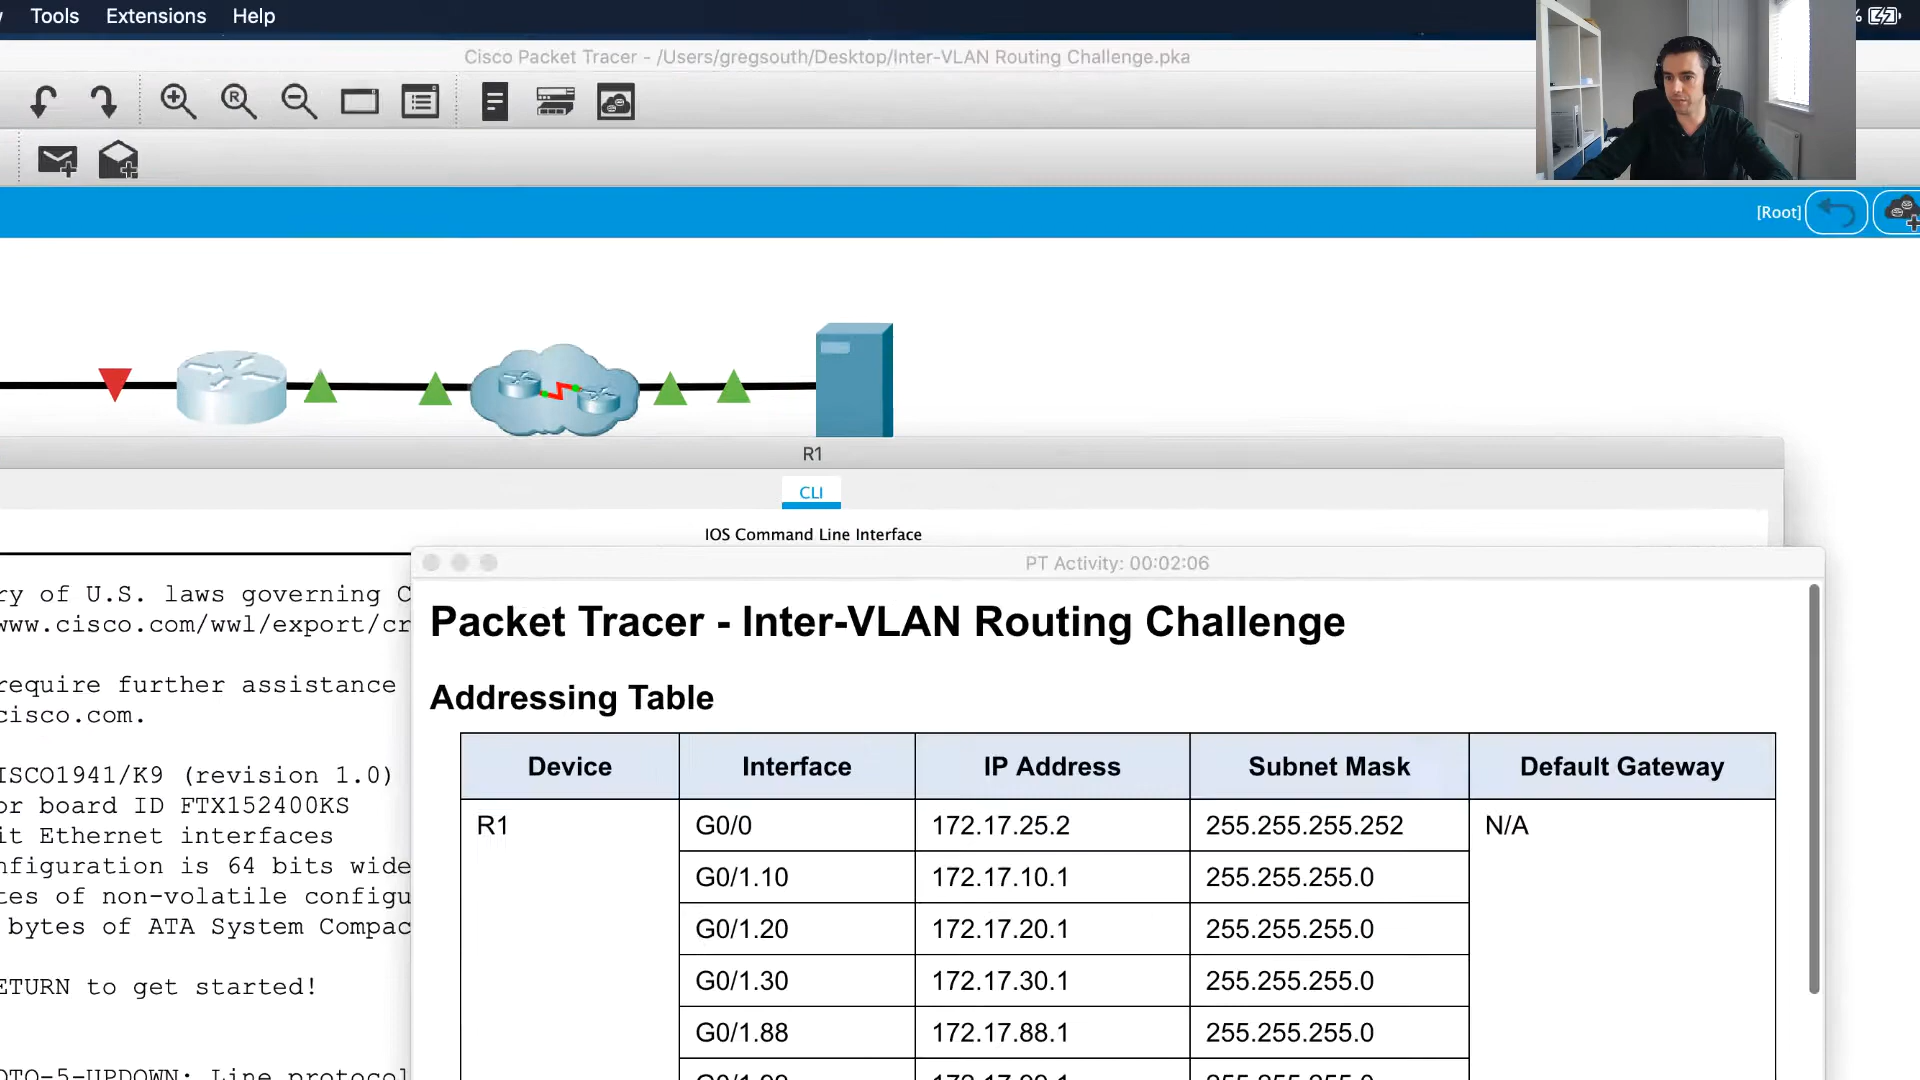 Tools Extensions Help
Cisco Packet Tracer - /Users/gregsouth/Desktop/Inter-VLAN Routing Challenge.pka
[Root]
R1
CLI
IOS Command Line Interface
PT Activity: 00:02:06
ry of U.S. laws governing C
www.cisco.com/wwl/export/cr
require further assistance
cisco.com.
ISCO1941/K9 (revision 1.0)
or board ID FTX152400KS
it Ethernet interfaces
nfiguration is 64 bits wide
tes of non-volatile configu
bytes of ATA System Compac
ETURN to get started!
OTO-5-UPDOWN: Line protocol
Packet Tracer - Inter-VLAN Routing Challenge
Addressing Table
Device Interface IP Address Subnet Mask Default Gateway
R1 G0/0 172.17.25.2 255.255.255.252 N/A
G0/1.10 172.17.10.1 255.255.255.0
G0/1.20 172.17.20.1 255.255.255.0
G0/1.30 172.17.30.1 255.255.255.0
G0/1.88 172.17.88.1 255.255.255.0